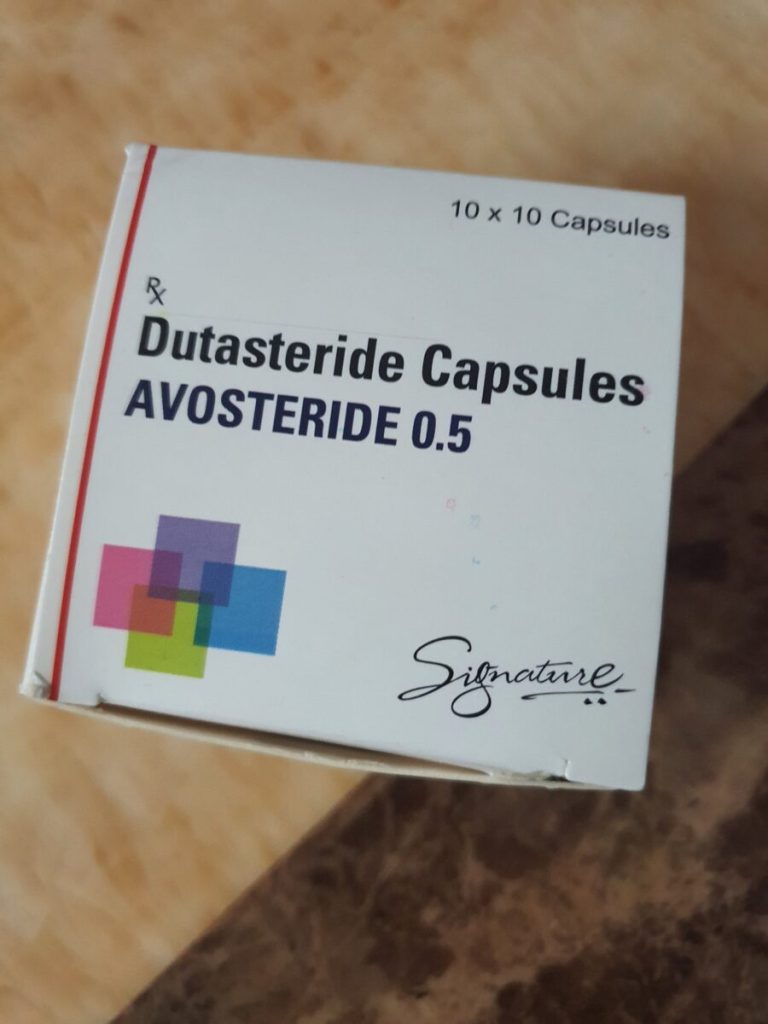 10 x 10 Capsules
Rx
Dutasteride Capsules
AVOSTERIDE 0.5
Signature